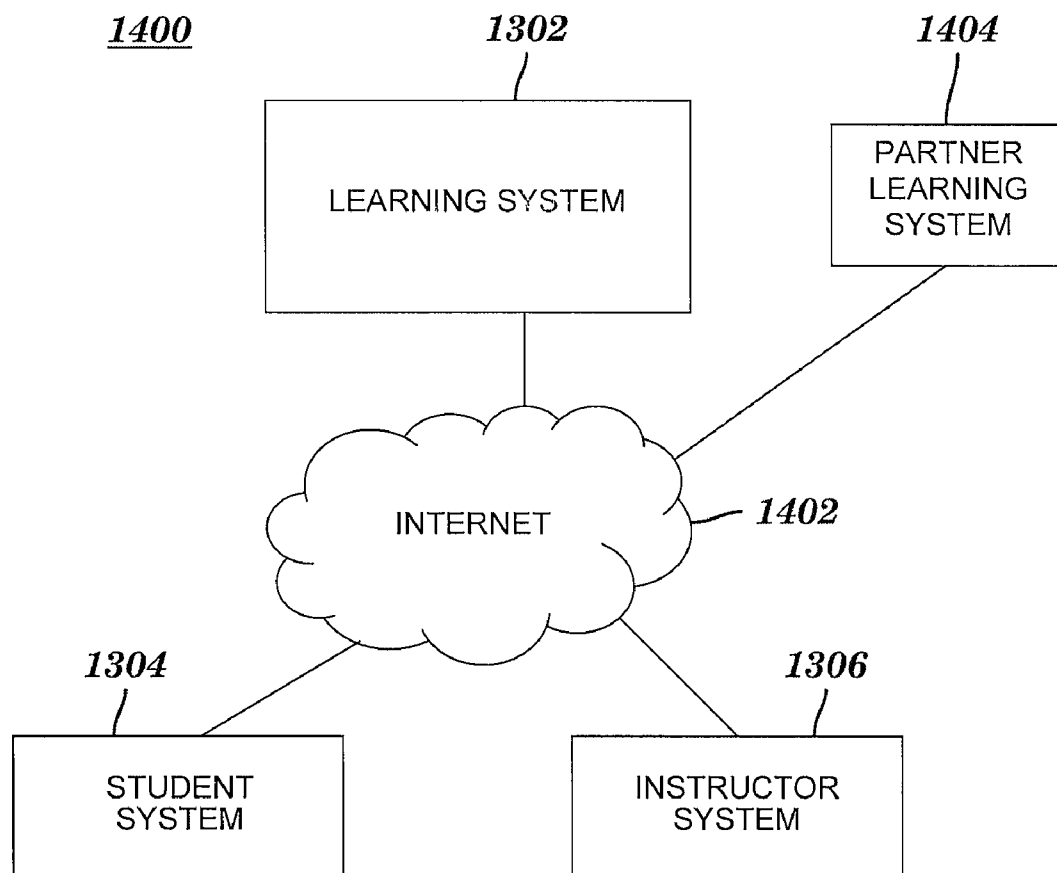 1400
1302
1404
LEARNING SYSTEM
PARTNER
LEARNING
SYSTEM
INTERNET
1402
1304
1306
STUDENT
SYSTEM
INSTRUCTOR
SYSTEM